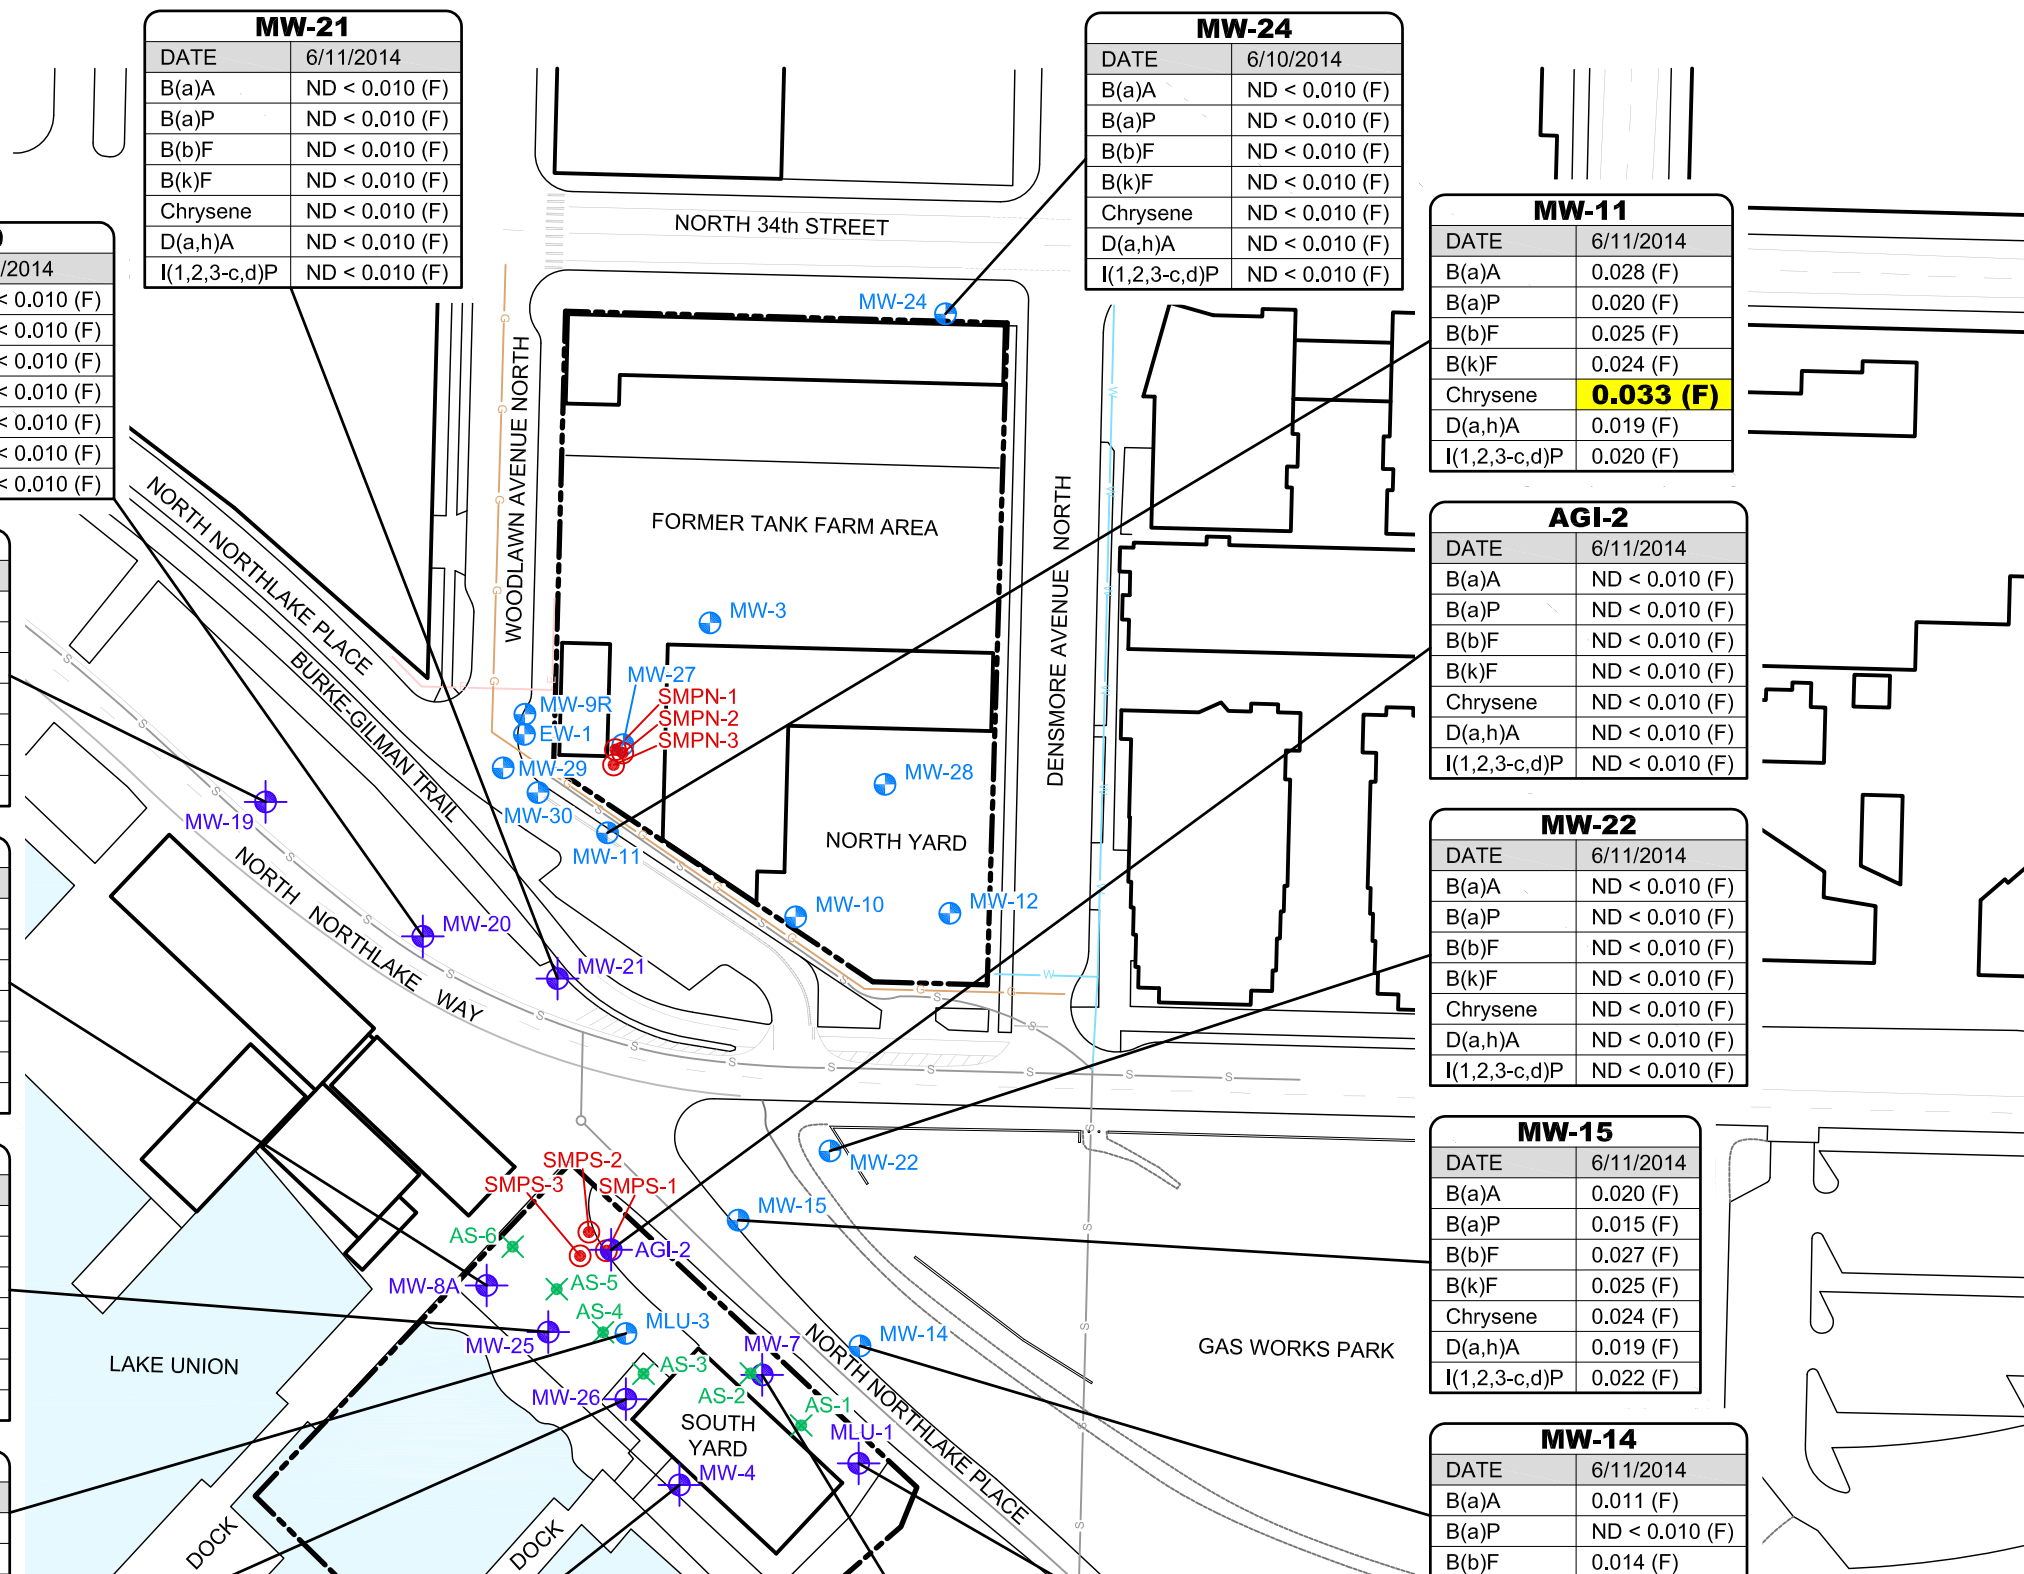 MW-21
DATE 6/11/2014
B(a)A ND < 0.010 (F)
B(a)P ND < 0.010 (F)
B(b)F ND < 0.010 (F)
B(k)F ND < 0.010 (F)
Chrysene ND < 0.010 (F)
D(a,h)A ND < 0.010 (F)
I(1,2,3-c,d)P ND < 0.010 (F)
MW-24
DATE 6/10/2014
B(a)A ND < 0.010 (F)
B(a)P ND < 0.010 (F)
B(b)F ND < 0.010 (F)
B(k)F ND < 0.010 (F)
Chrysene ND < 0.010 (F)
D(a,h)A ND < 0.010 (F)
I(1,2,3-c,d)P ND < 0.010 (F)
/2014
< 0.010 (F)
< 0.010 (F)
< 0.010 (F)
< 0.010 (F)
< 0.010 (F)
< 0.010 (F)
< 0.010 (F)
MW-11
DATE 6/11/2014
B(a)A 0.028 (F)
B(a)P 0.020 (F)
B(b)F 0.025 (F)
B(k)F 0.024 (F)
Chrysene 0.033 (F)
D(a,h)A 0.019 (F)
I(1,2,3-c,d)P 0.020 (F)
AGI-2
DATE 6/11/2014
B(a)A ND < 0.010 (F)
B(a)P ND < 0.010 (F)
B(b)F ND < 0.010 (F)
B(k)F ND < 0.010 (F)
Chrysene ND < 0.010 (F)
D(a,h)A ND < 0.010 (F)
I(1,2,3-c,d)P ND < 0.010 (F)
MW-22
DATE 6/11/2014
B(a)A ND < 0.010 (F)
B(a)P ND < 0.010 (F)
B(b)F ND < 0.010 (F)
B(k)F ND < 0.010 (F)
Chrysene ND < 0.010 (F)
D(a,h)A ND < 0.010 (F)
I(1,2,3-c,d)P ND < 0.010 (F)
MW-15
DATE 6/11/2014
B(a)A 0.020 (F)
B(a)P 0.015 (F)
B(b)F 0.027 (F)
B(k)F 0.025 (F)
Chrysene 0.024 (F)
D(a,h)A 0.019 (F)
I(1,2,3-c,d)P 0.022 (F)
MW-14
DATE 6/11/2014
B(a)A 0.011 (F)
B(a)P ND < 0.010 (F)
B(b)F 0.014 (F)
NORTH 34th STREET
MW-24
WOODLAWN AVENUE NORTH
FORMER TANK FARM AREA
DENSMORE AVENUE NORTH
NORTH NORTHLAKE PLACE
BURKE-GILMAN TRAIL
MW-3
MW-27
SMPN-1
SMPN-2
SMPN-3
MW-9R
EW-1
MW-29
MW-30
MW-11
MW-28
NORTH YARD
MW-10
MW-12
MW-19
MW-20
MW-21
NORTH NORTHLAKE WAY
MW-22
MW-15
SMPS-2
SMPS-3
SMPS-1
AS-6
AGI-2
MW-8A
AS-5
AS-4
MLU-3
MW-25
MW-7
MW-14
GAS WORKS PARK
LAKE UNION
AS-3
MW-26
AS-2
AS-1
SOUTH
YARD
MLU-1
MW-4
NORTH NORTHLAKE PLACE
DOCK
DOCK